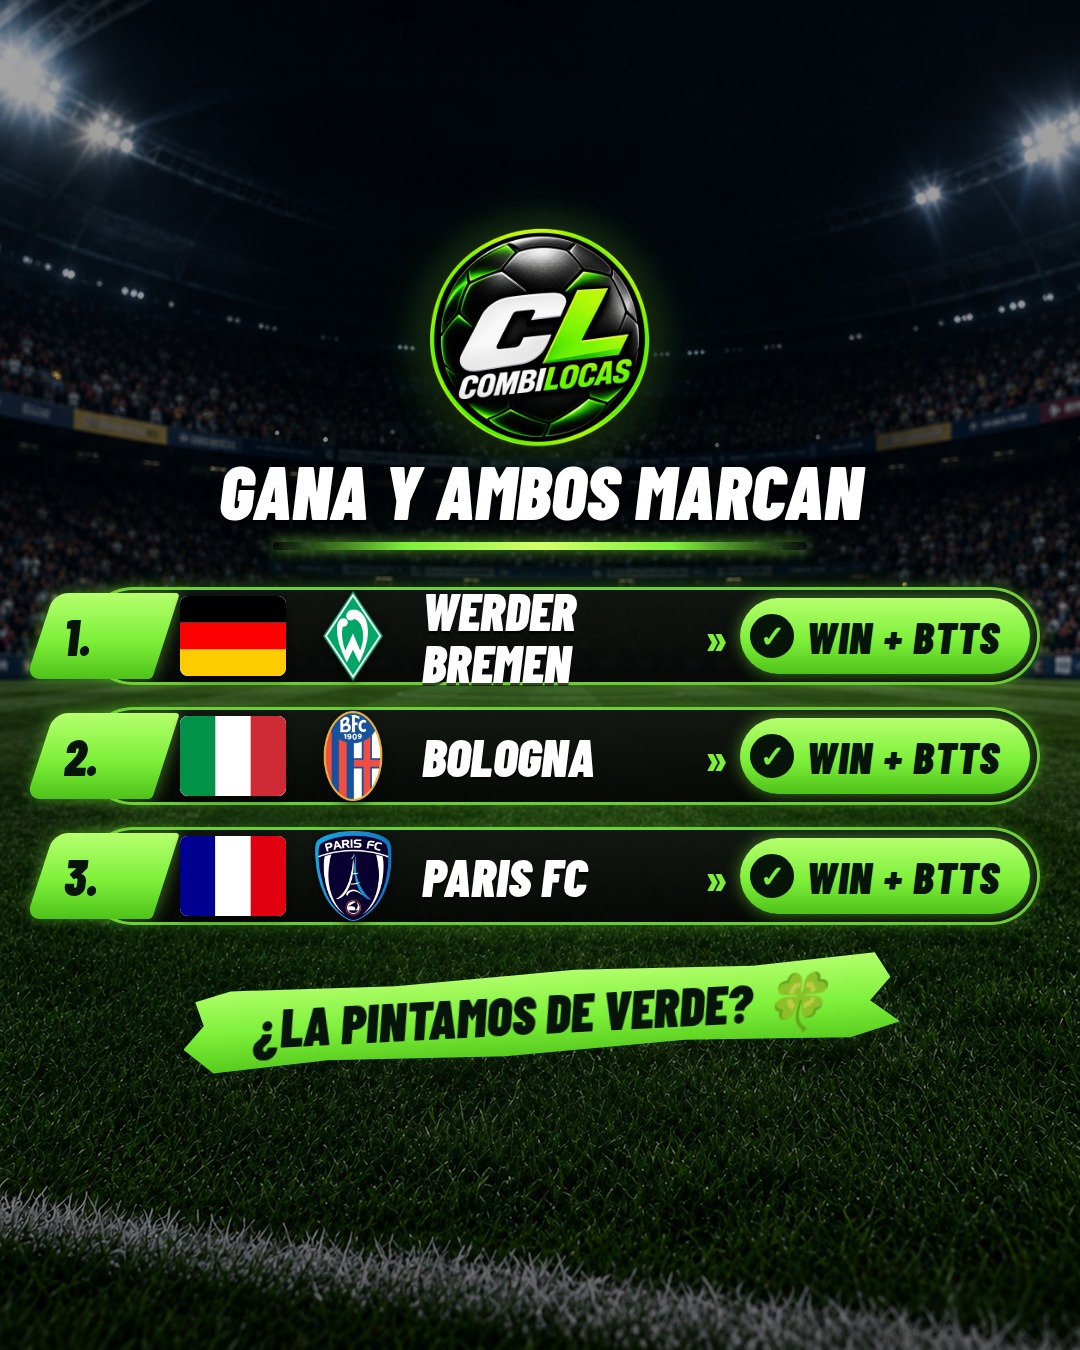 CL
COMBILOCAS
GANA Y AMBOS MARCAN
1.
WERDER
BREMEN
» ✓ WIN + BTTS
2.
BFC
1909
BOLOGNA
» ✓ WIN + BTTS
3.
PARIS FC
PARIS FC
» ✓ WIN + BTTS
¿LA PINTAMOS DE VERDE? 🍀